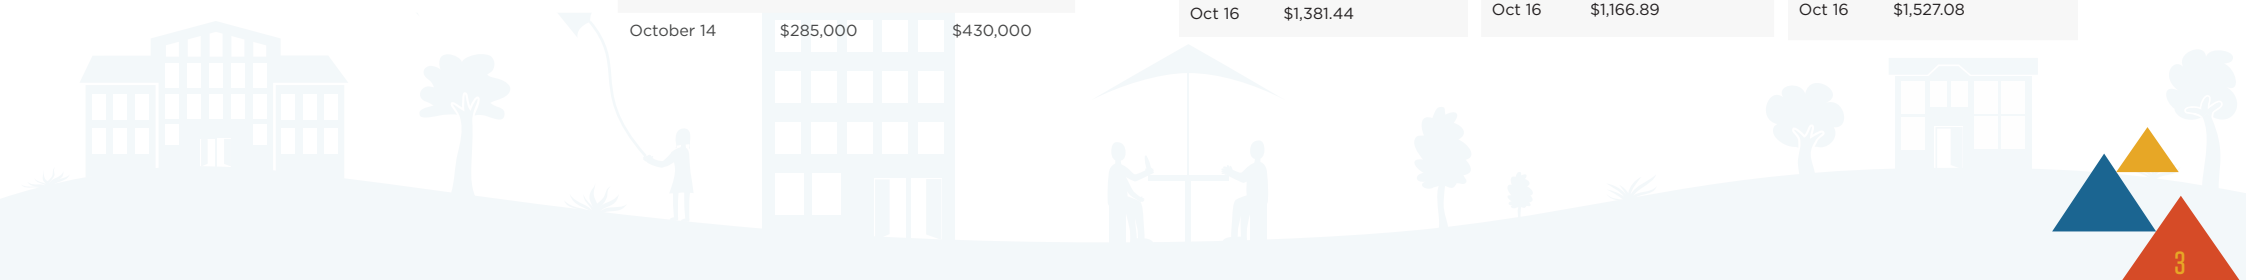 October 14 $285,000 $430,000
Oct 16 $1,381.44
Oct 16 $1,166.89
Oct 16 $1,527.08
3